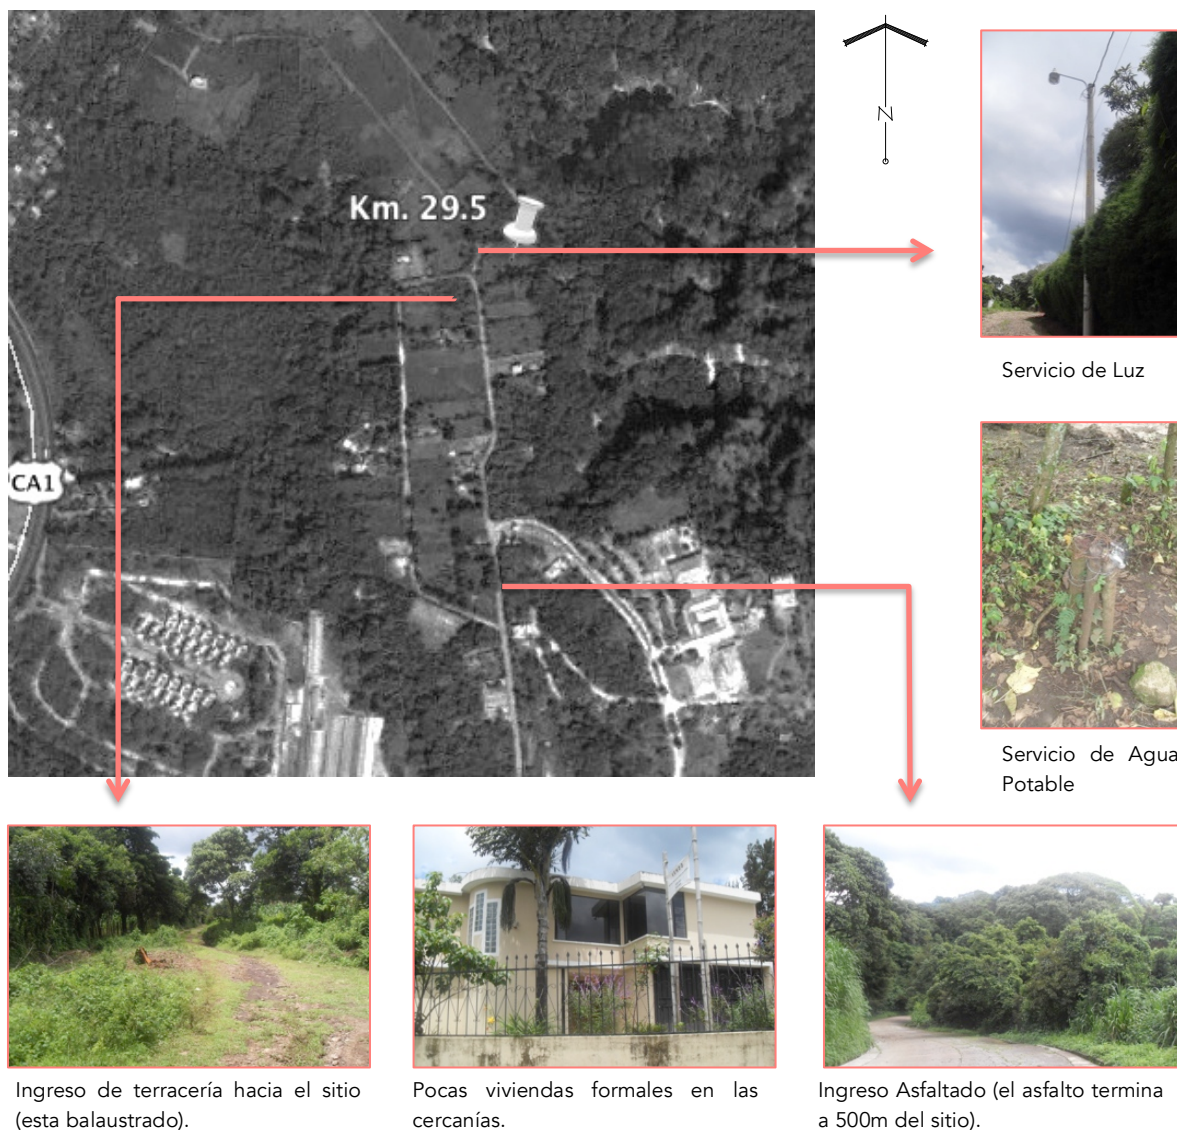 Km. 29.5
N
Servicio de Luz
CA1
Servicio de Agua
Potable
Ingreso de terracería hacia el sitio
(esta balaustrado).
Pocas viviendas formales en las
cercanías.
Ingreso Asfaltado (el asfalto termina
a 500m del sitio).